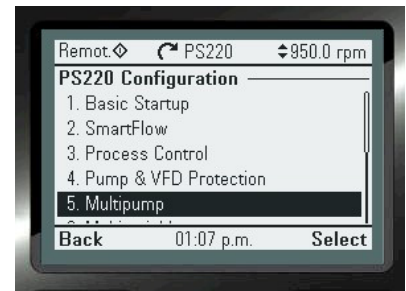 Remot. PS220 950.0 rpm
PS220 Configuration
1. Basic Startup
2. SmartFlow
3. Process Control
4. Pump & VFD Protection
5. Multipump
Back 01:07 p.m. Select